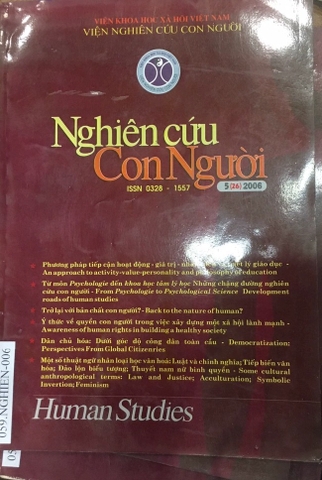 VIỆN KHOA HỌC XÃ HỘI VIỆT NAM
VIỆN NGHIÊN CỨU CON NGƯỜI
Nghiên cứu
Con Người
ISSN 0328 - 1557
5 (26) 2006
Phương pháp tiếp cận hoạt động - giá trị - nhân lý giáo dục -
An approach to activity-value-personality and philosophy of education
Từ môn Psychologie đến khoa học tâm lý học Những chặng đường nghiên
cứu con người - From Psychologie to Psychological Science Development
roads of human studies
Trở lại với bản chất con người? - Back to the nature of human?
Ý thức về quyền con người trong việc xây dựng một xã hội lành mạnh -
Awareness of human rights in building a healthy society
Dân chủ hóa: Dưới góc độ công dân toàn cầu - Democratization:
Perspectives From Global Citizenries
Một số thuật ngữ nhân loại học văn hoá: Luật và chính nghĩa; Tiếp biến văn
hóa; Đảo lộn biểu tượng; Thuyết nam nữ bình quyền - Some cultural
anthropological terms: Law and Justice; Acculturation; Symbolic
Invertion; Feminism
Human Studies
059.NGHIEN-006
05